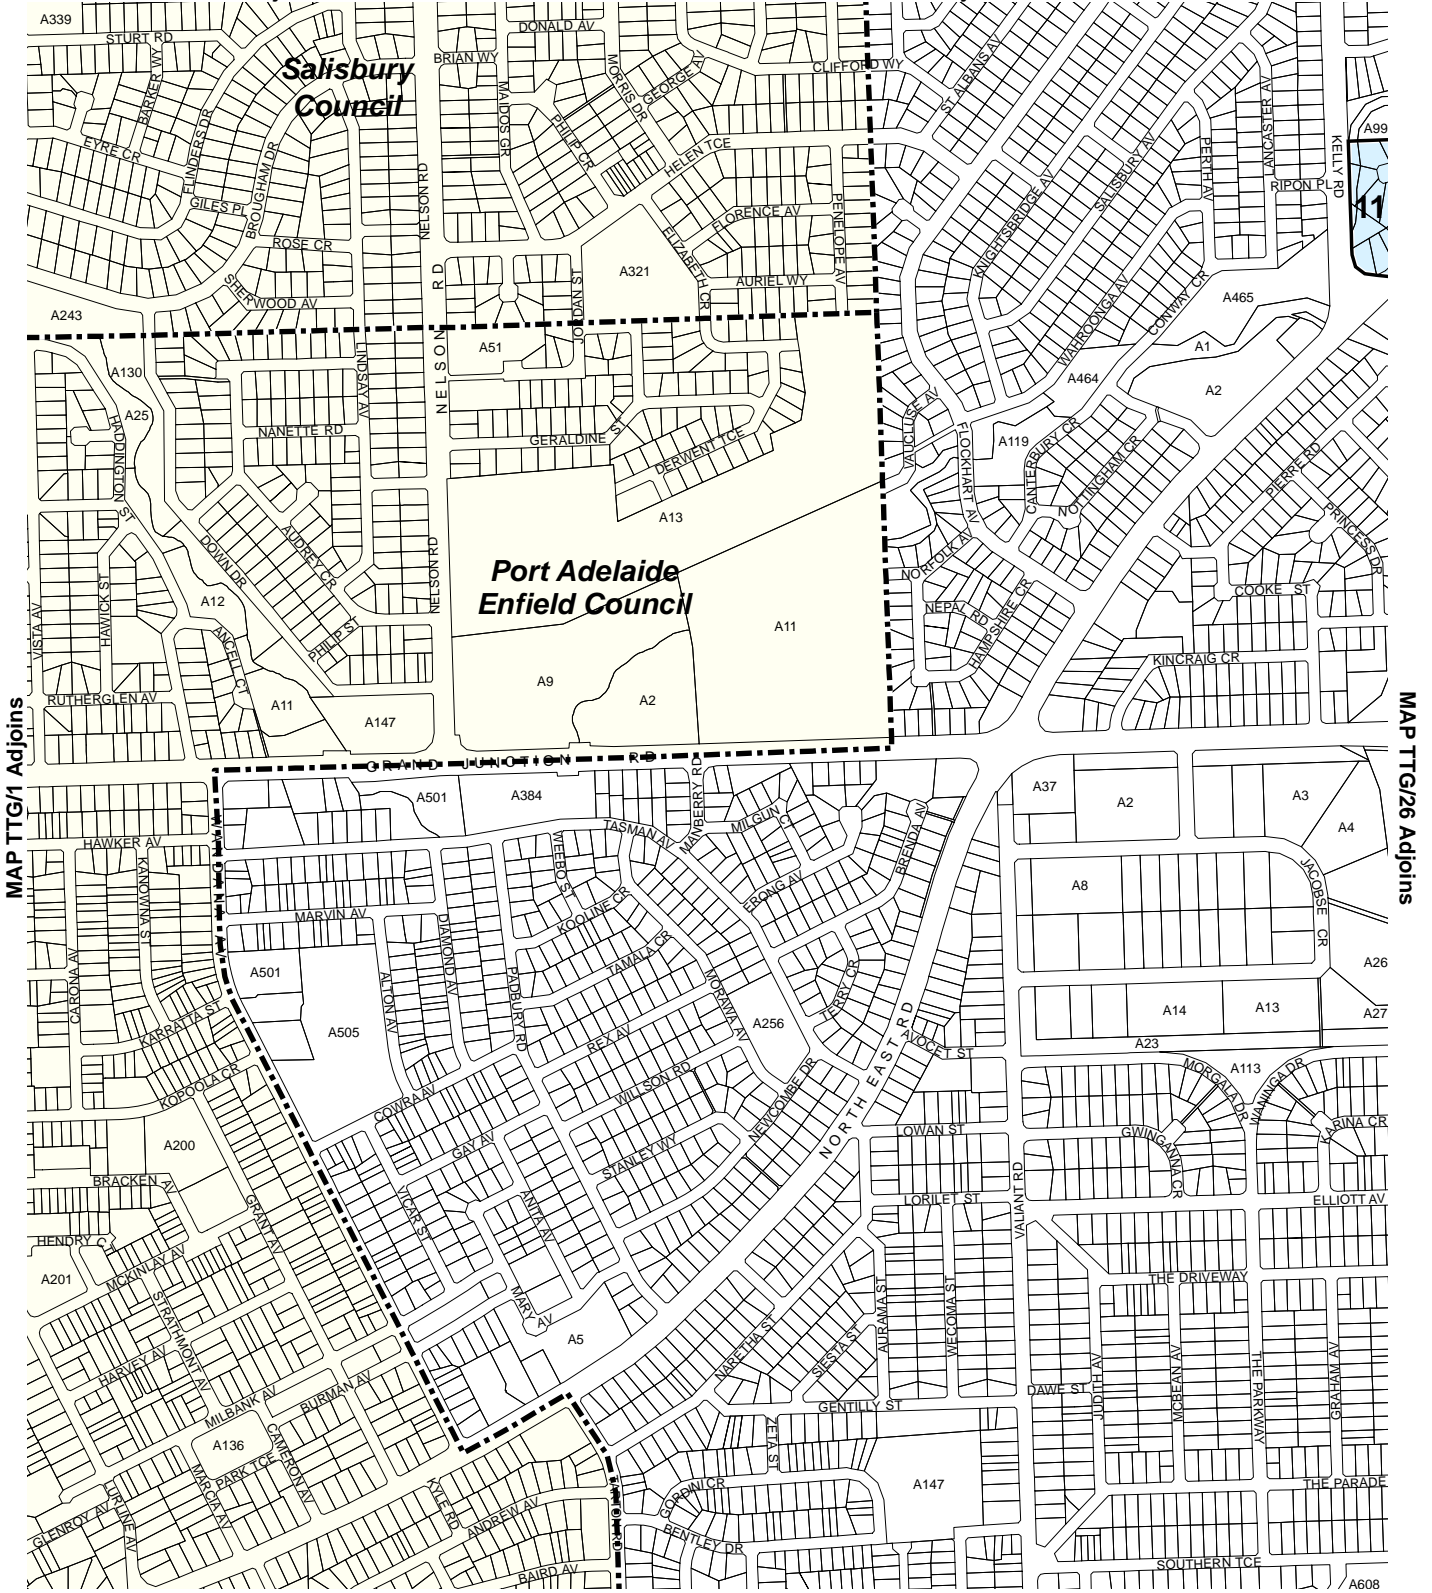 A339
STURT RD
BARKER WY
Salisbury
Council
BRIAN WY
DONALD AV
MAIDOS GR
MORRIS DR
GEORGE AV
CLIFFORD WY
ST ALBANS AV
LANCASTER AV
KELLY RD
A99
EYRE CR
FLINDERS DR
BROUGHAM DR
PHILIP CR
HELEN TCE
PERTH AV
SALISBURY AV
KNIGHTSBRIDGE AV
RIPON PL
11
GILES PL
NELSON RD
ROSE CR
FLORENCE AV
PENELOPE AV
ELIZABETH CR
SHERWOOD AV
A321
AURIEL WY
JORDAN ST
WAHROONGA AV
CONWAY CR
A465
A243
NELSON RD
A51
A1
A130
LINDSAY AV
A464
A2
A25
HADDINGTON ST
NANETTE RD
GERALDINE ST
DERWENT TCE
VAUCLUSE AV
FLOCKHART AV
A119
CANTERBURY CR
NOTTINGHAM CR
PIERRE RD
PRINCESS DR
A13
AUDREY CR
DOWN DR
NELSON RD
Port Adelaide
Enfield Council
NORFOLK AV
COOKE ST
NEPAL RD
HAMPSHIRE CR
VISTA AV
HAWICK ST
A12
ANCELL CT
PHILIP ST
A11
KINCRAIG CR
RUTHERGLEN AV
A9
A2
A11
A147
MAP TTG/1 Adjoins
MAP TTG/26 Adjoins
GRAND JUNCTION RD
A501
A384
MANBERRY RD
MILGUN CT
TASMAN AV
BRENDA AV
A37
A2
A3
A4
HAWKER AV
KANOWNA ST
WEEBO ST
KOOLINE CR
ERONG AV
A8
JACOBSE CR
MARVIN AV
DAMOND AV
TAMALA CR
A501
CARONA AV
ALTON AV
PADBURY RD
MORAWA AV
TERRY CR
A26
KARRATTA ST
A505
REX AV
A256
A14
A13
A27
AVOCET ST
A23
KOPOOLA CR
COWRA AV
WILLSON RD
NEWCOMBE DR
NORTH EAST RD
MORGALA DR
A113
WANINGA DR
A200
GAY AV
STANLEY WY
LOWAN ST
GWINGANNA CR
KARINA CR
BRACKEN AV
GRANT AV
VICAR ST
ANITA AV
LORILET ST
VALIANT RD
ELLIOTT AV
HENDRY CT
MCKINLAY AV
A201
STRATHMONT AV
MARY AV
A5
THE DRIVEWAY
AURAMA ST
WECOMA ST
NARETHA ST
SIESTA ST
HARVEY AV
MILBANK AV
BURMAN AV
DAWE ST
JUDITH AV
MCBEAN AV
THE PARKWAY
GRAHAM AV
GENTILLY ST
ZETA ST
A136
CAMERON AV
PARK TCE
MARCIA AV
LURLINE AV
GLENROY AV
KYLE RD
ANDREW AV
GORDINI CR
A147
THE PARADE
BENTLEY DR
SOUTHERN TCE
BAIRD AV
A608